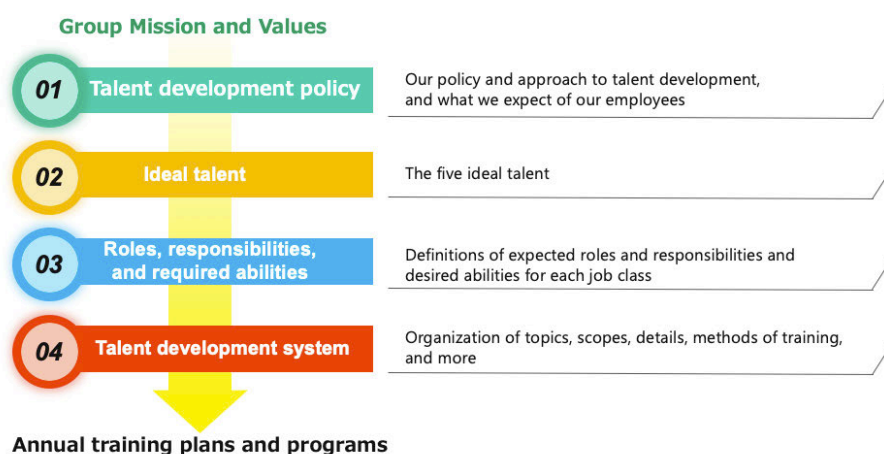 Group Mission and Values
01
Talent development policy
Our policy and approach to talent development,
and what we expect of our employees
02
Ideal talent
The five ideal talent
03
Roles, responsibilities,
and required abilities
Definitions of expected roles and responsibilities and
desired abilities for each job class
04
Talent development system
Organization of topics, scopes, details, methods of training,
and more
Annual training plans and programs